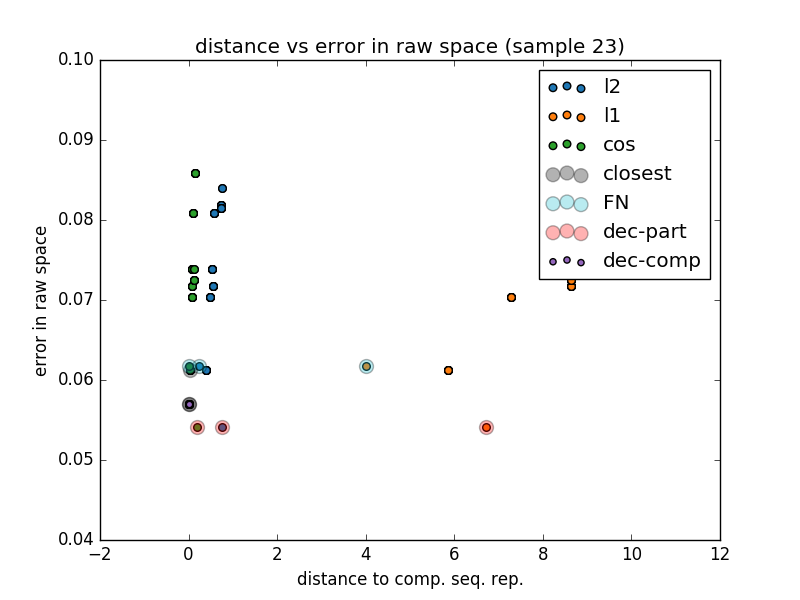 distance vs error in raw space (sample 23)
0.10
0.09
0.08
0.07
0.06
0.05
0.04
error in raw space
−2
0
2
4
6
8
10
12
distance to comp. seq. rep.
l2
l1
cos
closest
FN
dec-part
dec-comp